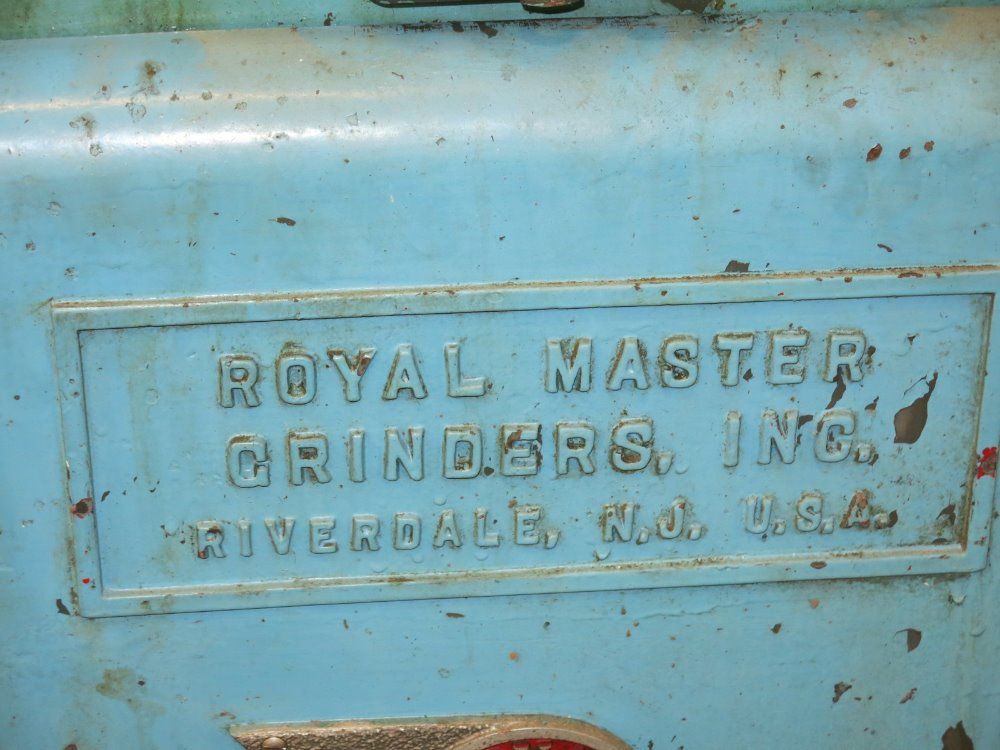 ROYAL MASTER
GRINDERS, INC.
RIVERDALE, N.J. U.S.A.